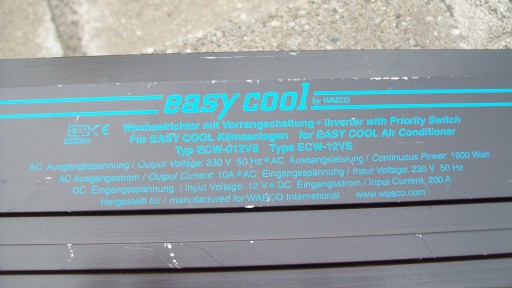 easy cool by WAECO
Wechselrichter mit Vorrangschaltung • Inverter with Priority Switch
Für EASY COOL Klimaanlagen for EASY COOL Air Conditioner
Typ ECW-012VS Type ECW-12VS
AC Ausgangsspannung / Output Voltage: 230 V 50 Hz • AC Ausgangsleistung / Continuous Power: 1600 Watt
AC Ausgangsstrom / Output Current: 10A • AC Eingangsspannung / Input Voltage: 230 V 50 Hz
DC Eingangsspannung / Input Voltage: 12 V • DC Eingangsstrom / Input Current, 200 A
Hergestellt für / manufactured for WAECO International www.waeco.com